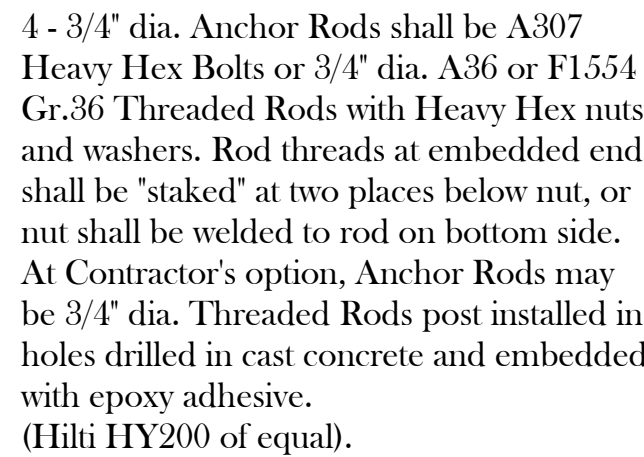 4 - 3/4" dia. Anchor Rods shall be A307
Heavy Hex Bolts or 3/4" dia. A36 or F1554
Gr.36 Threaded Rods with Heavy Hex nuts
and washers. Rod threads at embedded end
shall be "staked" at two places below nut, or
nut shall be welded to rod on bottom side.
At Contractor's option, Anchor Rods may
be 3/4" dia. Threaded Rods post installed in
holes drilled in cast concrete and embedded
with epoxy adhesive.
(Hilti HY200 of equal).